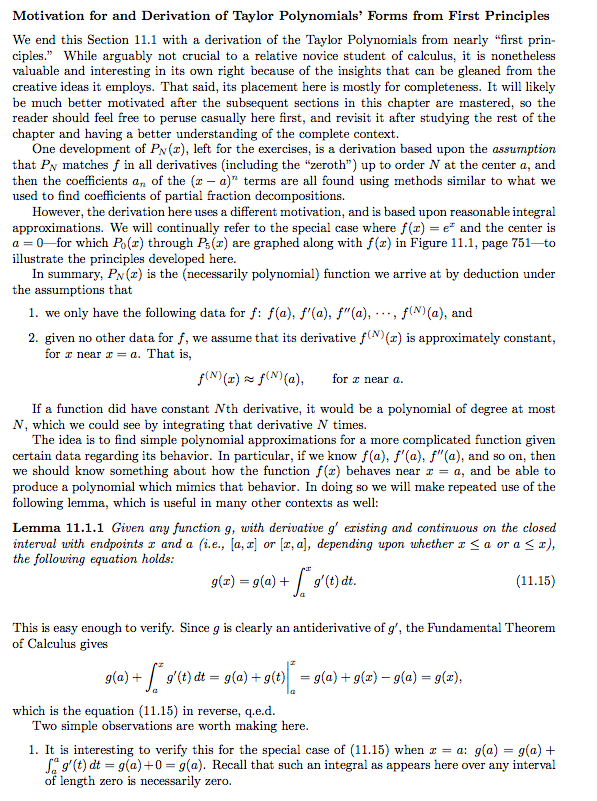 Motivation for and Derivation of Taylor Polynomials' Forms from First Principles
We end this Section 11.1 with a derivation of the Taylor Polynomials from nearly "first prin-
ciples." While arguably not crucial to a relative novice student of calculus, it is nonetheless
valuable and interesting in its own right because of the insights that can be gleaned from the
creative ideas it employs. That said, its placement here is mostly for completeness. It will likely
be much better motivated after the subsequent sections in this chapter are mastered, so the
reader should feel free to peruse casually here first, and revisit it after studying the rest of the
chapter and having a better understanding of the complete context.
One development of P_N(x), left for the exercises, is a derivation based upon the assumption
that P_N matches f in all derivatives (including the "zeroth") up to order N at the center a, and
then the coefficients a_n of the (x − a)^n terms are all found using methods similar to what we
used to find coefficients of partial fraction decompositions.
However, the derivation here uses a different motivation, and is based upon reasonable integral
approximations. We will continually refer to the special case where f(x) = e^x and the center is
a = 0—for which P_0(x) through P_5(x) are graphed along with f(x) in Figure 11.1, page 751—to
illustrate the principles developed here.
In summary, P_N(x) is the (necessarily polynomial) function we arrive at by deduction under
the assumptions that
1. we only have the following data for f: f(a), f′(a), f″(a), ···, f^(N)(a), and
2. given no other data for f, we assume that its derivative f^(N)(x) is approximately constant,
for x near x = a. That is,
f^(N)(x) ≈ f^(N)(a), for x near a.
If a function did have constant Nth derivative, it would be a polynomial of degree at most
N, which we could see by integrating that derivative N times.
The idea is to find simple polynomial approximations for a more complicated function given
certain data regarding its behavior. In particular, if we know f(a), f′(a), f″(a), and so on, then
we should know something about how the function f(x) behaves near x = a, and be able to
produce a polynomial which mimics that behavior. In doing so we will make repeated use of the
following lemma, which is useful in many other contexts as well:
Lemma 11.1.1 Given any function g, with derivative g′ existing and continuous on the closed
interval with endpoints x and a (i.e., [a, x] or [x, a], depending upon whether x ≤ a or a ≤ x),
the following equation holds:
g(x) = g(a) + ∫_a^x g′(t) dt. (11.15)
This is easy enough to verify. Since g is clearly an antiderivative of g′, the Fundamental Theorem
of Calculus gives
g(a) + ∫_a^x g′(t) dt = g(a) + g(t)|_a^x = g(a) + g(x) − g(a) = g(x),
which is the equation (11.15) in reverse, q.e.d.
Two simple observations are worth making here.
1. It is interesting to verify this for the special case of (11.15) when x = a: g(a) = g(a) +
∫_a^a g′(t) dt = g(a)+0 = g(a). Recall that such an integral as appears here over any interval
of length zero is necessarily zero.